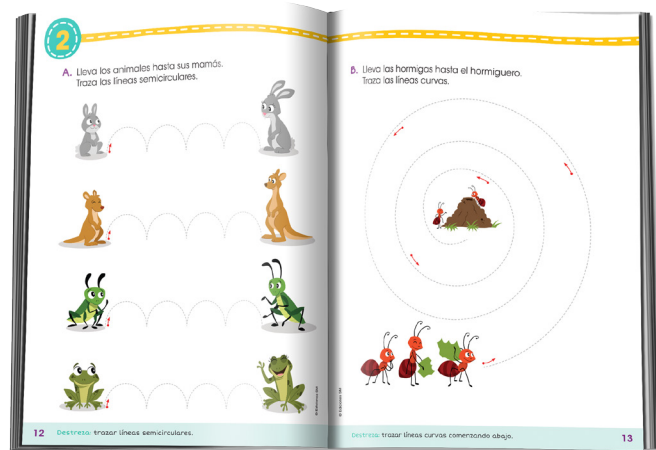 2
A. Lleva los animales hasta sus mamás.
Traza las líneas semicirculares.
B. Lleva las hormigas hasta el hormiguero.
Traza las líneas curvas.
12 Destreza: trazar líneas semicirculares.
Destreza: trazar líneas curvas comenzando abajo. 13